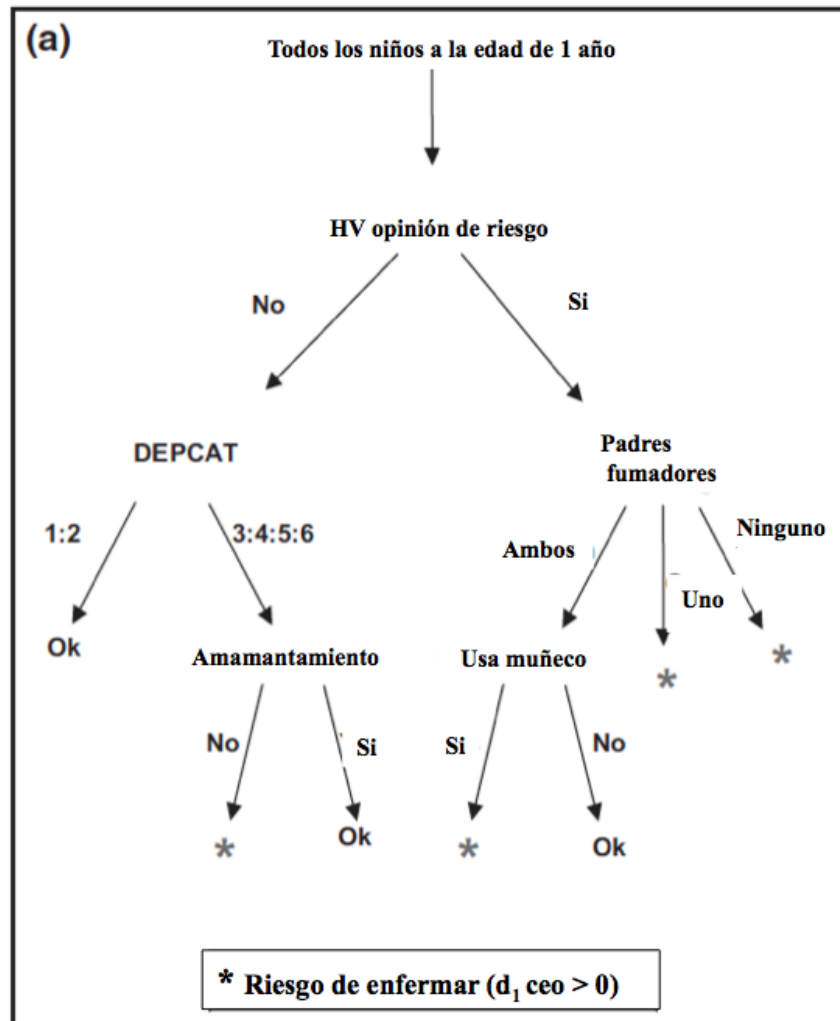 (a)
Todos los niños a la edad de 1 año
HV opinión de riesgo
No
Si
DEPCAT
Padres
fumadores
1:2
3:4:5:6
Ambos
Uno
Ninguno
Ok
Amamantamiento
Usa muñeco
*
*
No
Si
Si
No
*
Ok
*
Ok
* Riesgo de enfermar (d₁ ceo > 0)